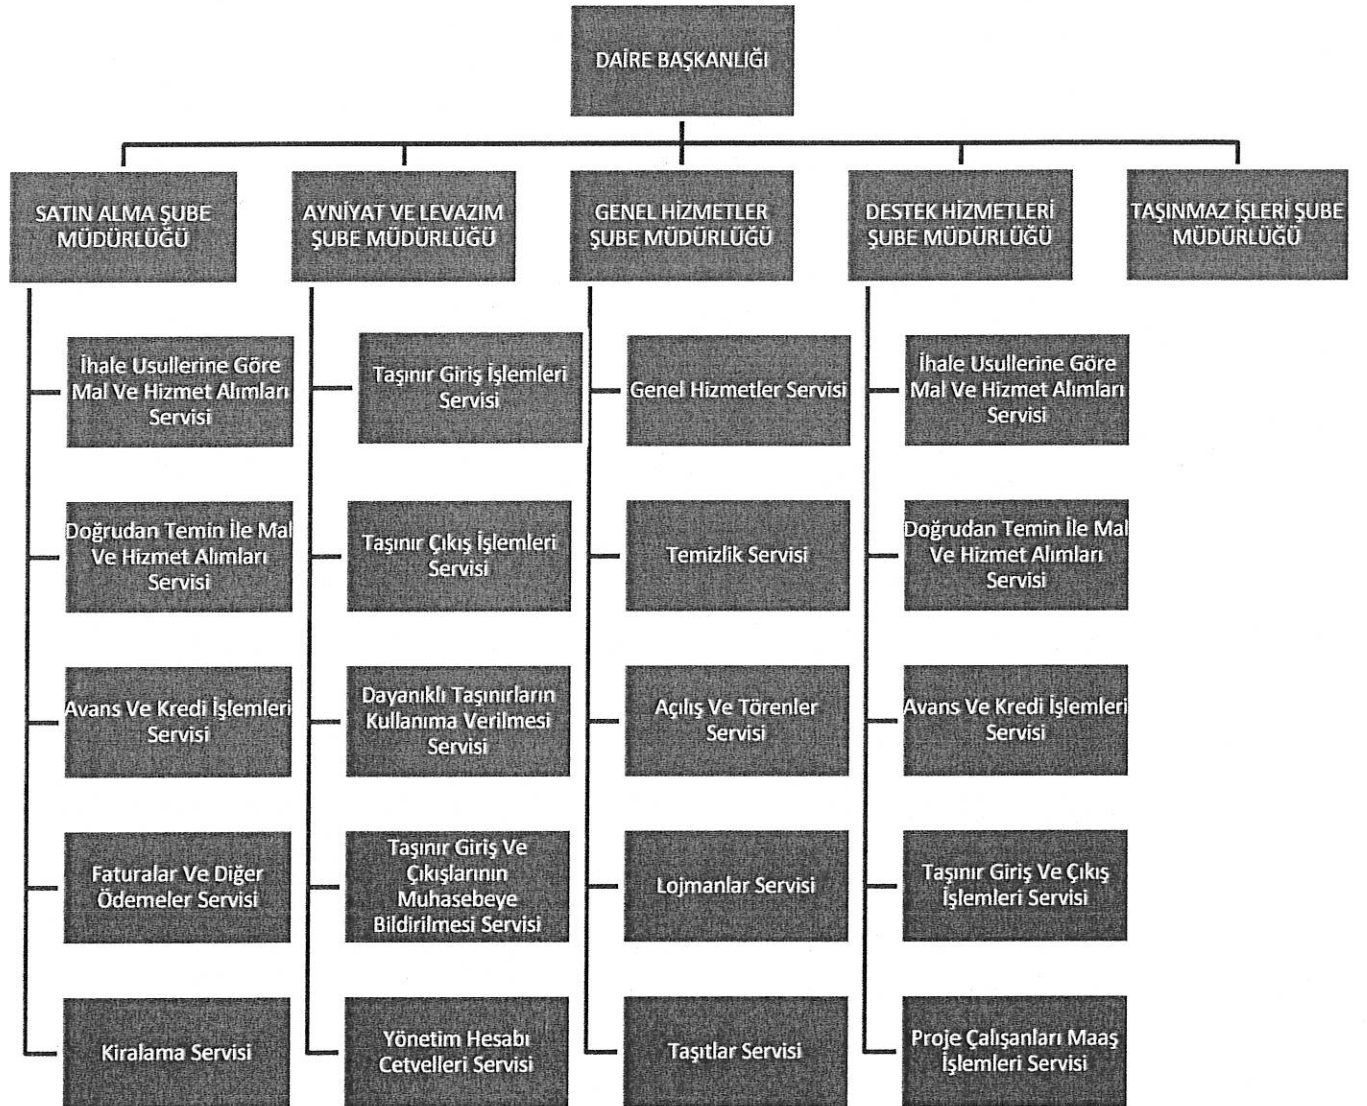 DAİRE BAŞKANLIĞI
SATIN ALMA ŞUBE
MÜDÜRLÜĞÜ
AYNİYAT VE LEVAZIM
ŞUBE MÜDÜRLÜĞÜ
GENEL HİZMETLER
ŞUBE MÜDÜRLÜĞÜ
DESTEK HİZMETLERİ
ŞUBE MÜDÜRLÜĞÜ
TAŞINMAZ İŞLERİ ŞUBE
MÜDÜRLÜĞÜ
İhale Usullerine Göre
Mal Ve Hizmet Alımları
Servisi
Doğrudan Temin İle Mal
Ve Hizmet Alımları
Servisi
Avans Ve Kredi İşlemleri
Servisi
Faturalar Ve Diğer
Ödemeler Servisi
Kiralama Servisi
Taşınır Giriş İşlemleri
Servisi
Taşınır Çıkış İşlemleri
Servisi
Dayanıklı Taşınırların
Kullanıma Verilmesi
Servisi
Taşınır Giriş Ve
Çıkışlarının
Muhasebeye
Bildirilmesi Servisi
Yönetim Hesabı
Cetvelleri Servisi
Genel Hizmetler Servisi
Temizlik Servisi
Açılış Ve Törenler
Servisi
Lojmanlar Servisi
Taşıtlar Servisi
İhale Usullerine Göre
Mal Ve Hizmet Alımları
Servisi
Doğrudan Temin İle Mal
Ve Hizmet Alımları
Servisi
Avans Ve Kredi İşlemleri
Servisi
Taşınır Giriş Ve Çıkış
İşlemleri Servisi
Proje Çalışanları Maaş
İşlemleri Servisi